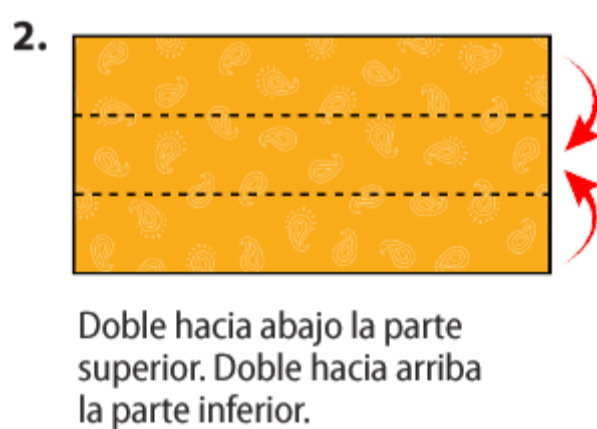 2.
Doble hacia abajo la parte
superior. Doble hacia arriba
la parte inferior.